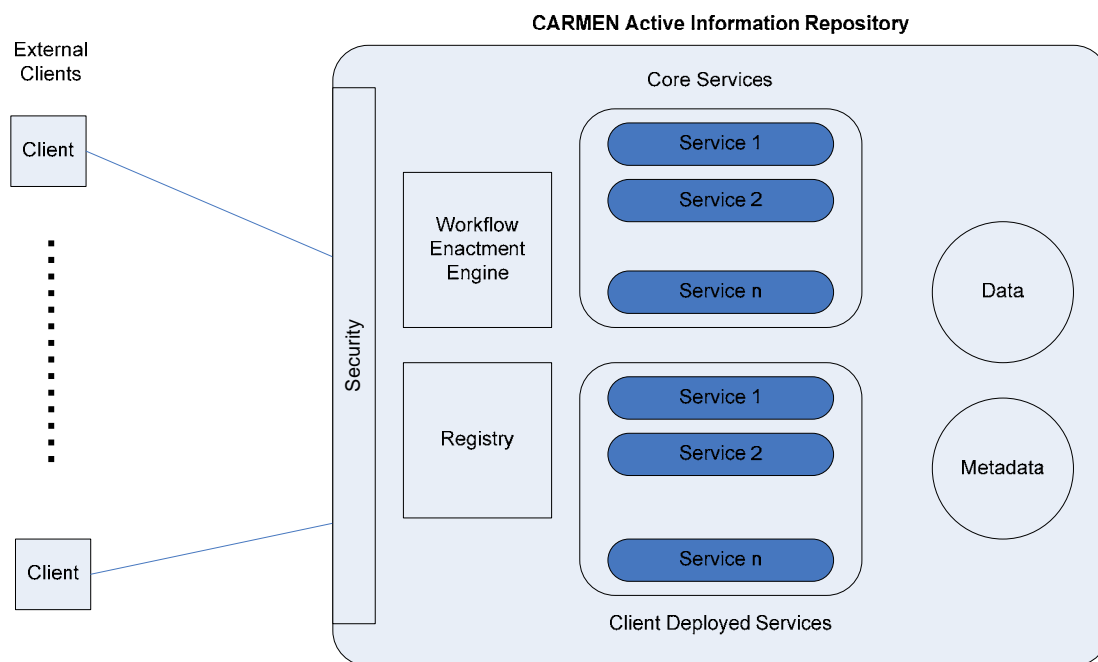 CARMEN Active Information Repository
External
Clients
Client
Client
Security
Workflow
Enactment
Engine
Registry
Core Services
Service 1
Service 2
Service n
Service 1
Service 2
Service n
Client Deployed Services
Data
Metadata